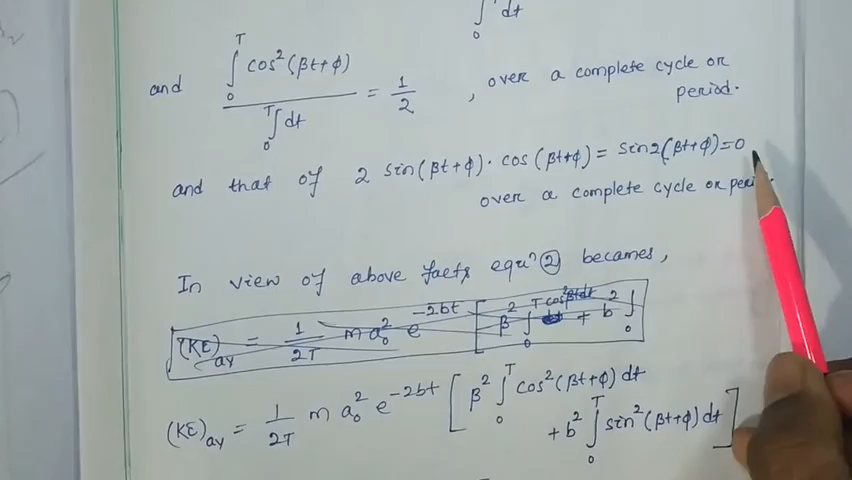 ∫₀ dt
and ∫₀ᵀ cos²(βt+φ) / ∫₀ᵀ dt = 1/2 , over a complete cycle or
period.
and that of 2 sin(βt+φ). cos(βt+φ) = sin2(βt+φ)=0
over a complete cycle or
In view of above facts equⁿ ② becames,
(KE)av = 1/2T m a₀² e^-2bt [ β² ∫₀ᵀ + b² ∫₀
(KE)av = 1/2T m a₀² e^-2bt [ β² ∫₀ᵀ cos²(βt+φ) dt
+ b² ∫₀ᵀ sin²(βt+φ) dt ]